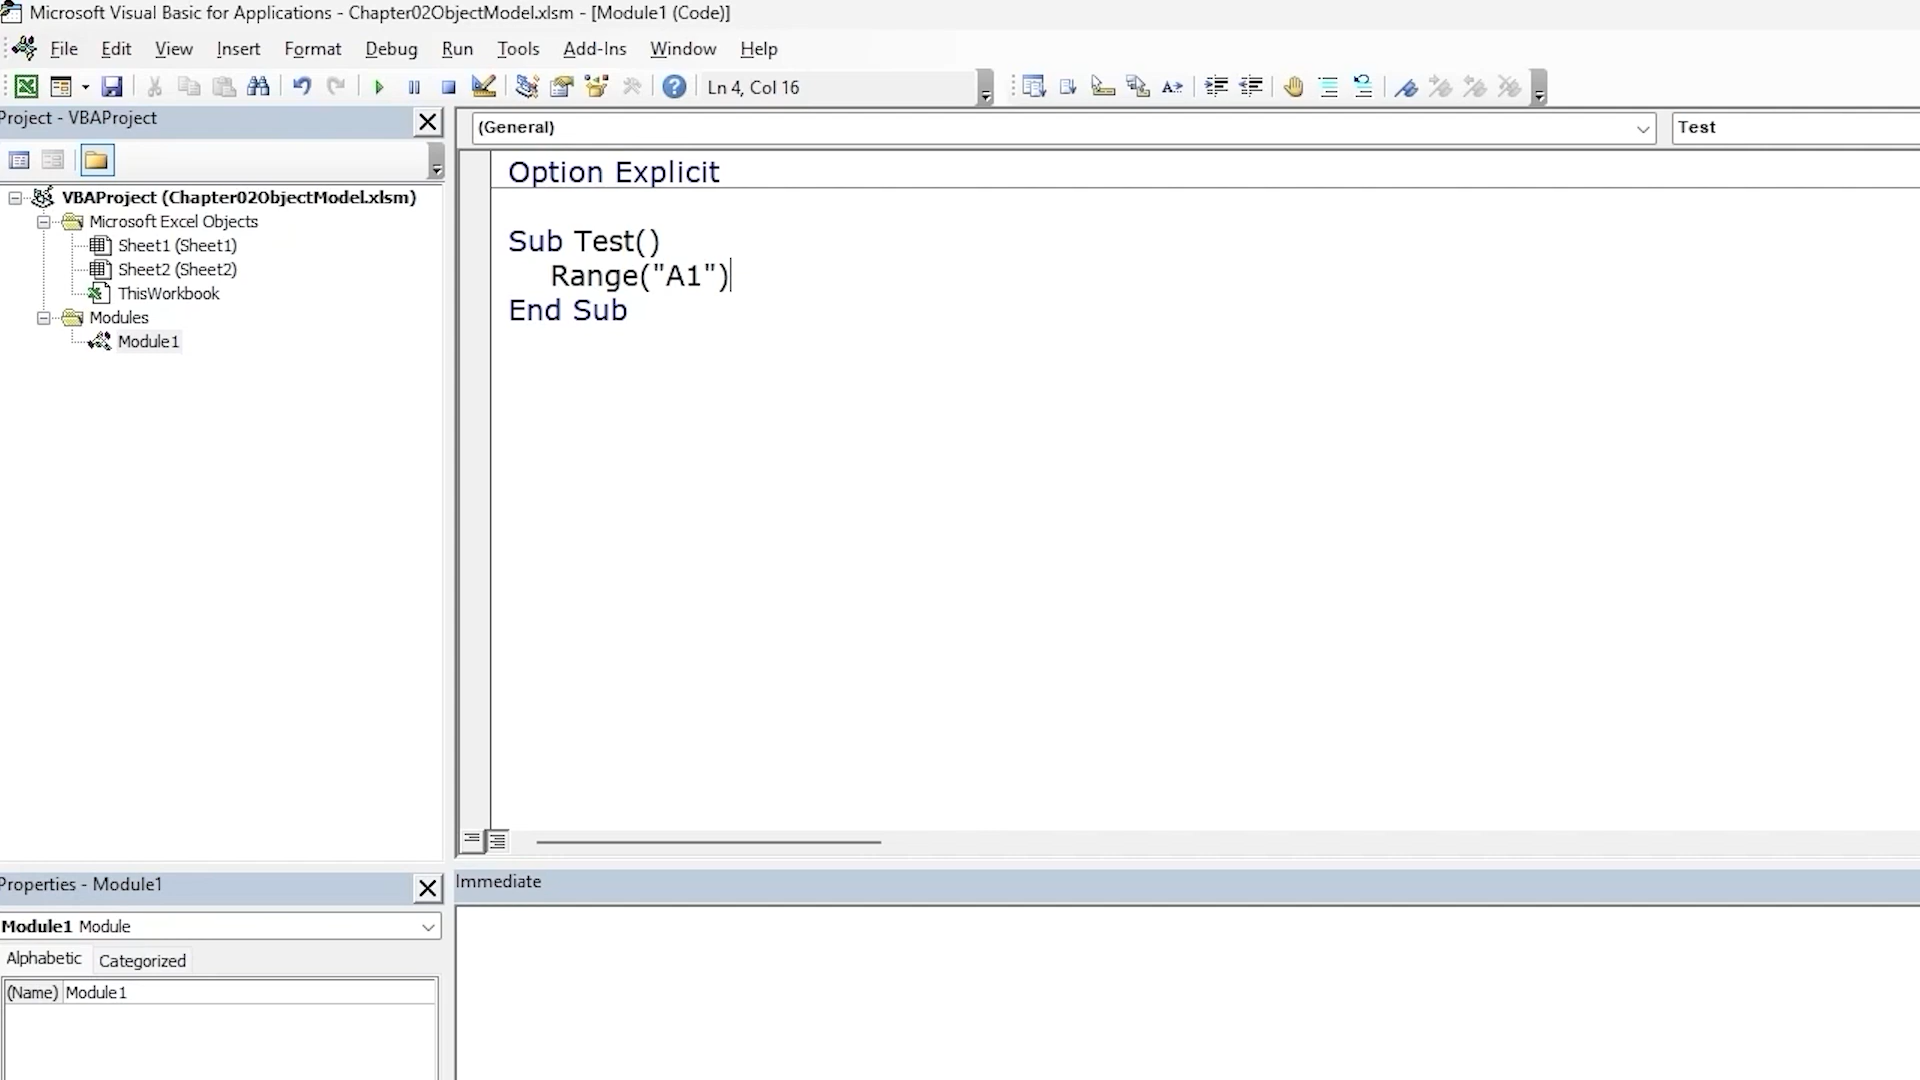 Microsoft Visual Basic for Applications - Chapter02ObjectModel.xlsm - [Module1 (Code)]
File Edit View Insert Format Debug Run Tools Add-Ins Window Help
Ln 4, Col 16
Project - VBAProject
(General)
Test
VBAProject (Chapter02ObjectModel.xlsm)
Microsoft Excel Objects
Sheet1 (Sheet1)
Sheet2 (Sheet2)
ThisWorkbook
Modules
Module1
Option Explicit
Sub Test()
Range("A1")
End Sub
Properties - Module1
Module1 Module
Alphabetic Categorized
(Name) Module1
Immediate